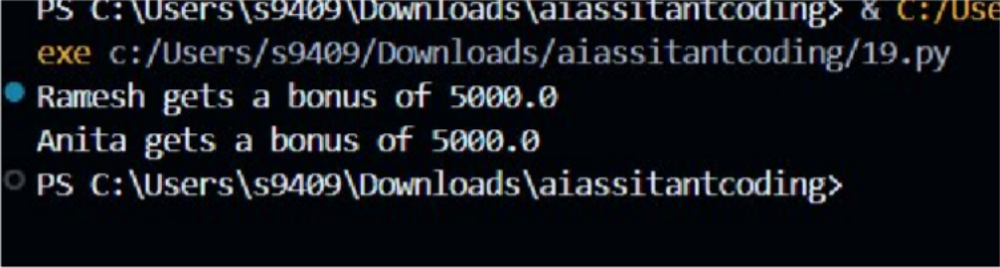 PS C:\Users\s9409\Downloads\aiassitantcoding> & C:/Use
exe c:/Users/s9409/Downloads/aiassitantcoding/19.py
Ramesh gets a bonus of 5000.0
Anita gets a bonus of 5000.0
PS C:\Users\s9409\Downloads\aiassitantcoding>